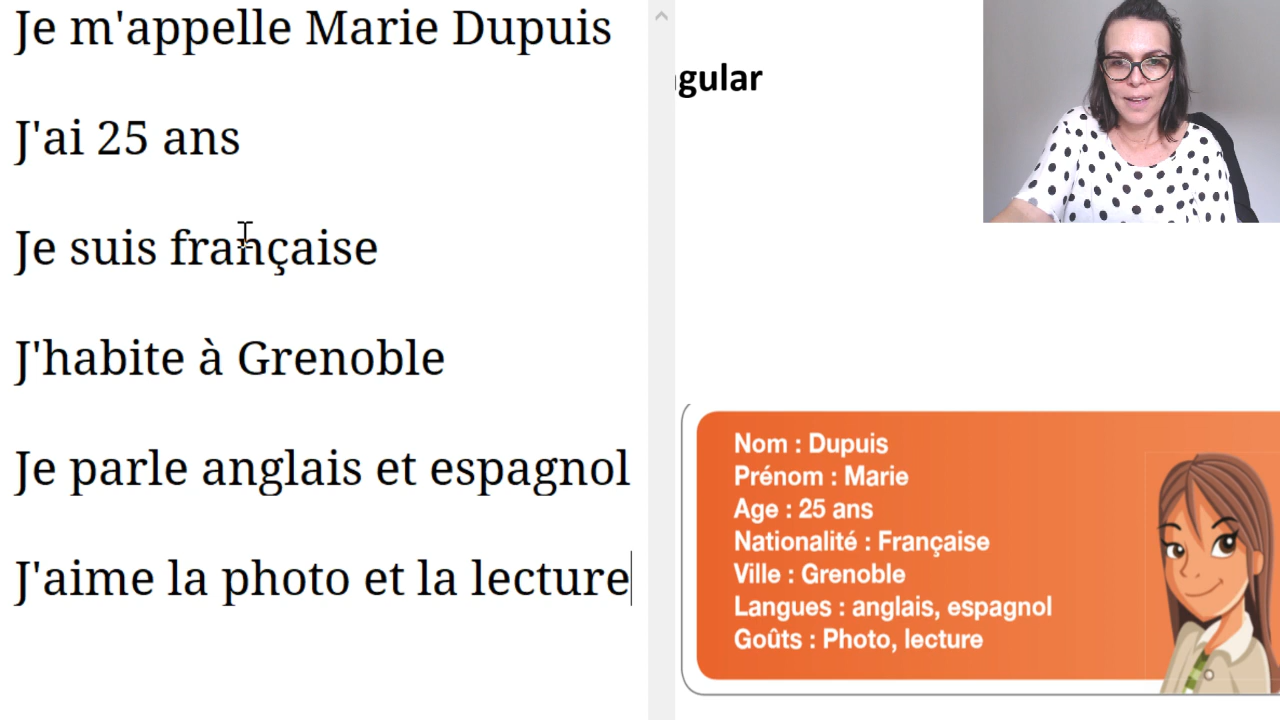 Je m'appelle Marie Dupuis
J'ai 25 ans
Je suis française
J'habite à Grenoble
Je parle anglais et espagnol
J'aime la photo et la lecture
gular
Nom : Dupuis
Prénom : Marie
Age : 25 ans
Nationalité : Française
Ville : Grenoble
Langues : anglais, espagnol
Goûts : Photo, lecture